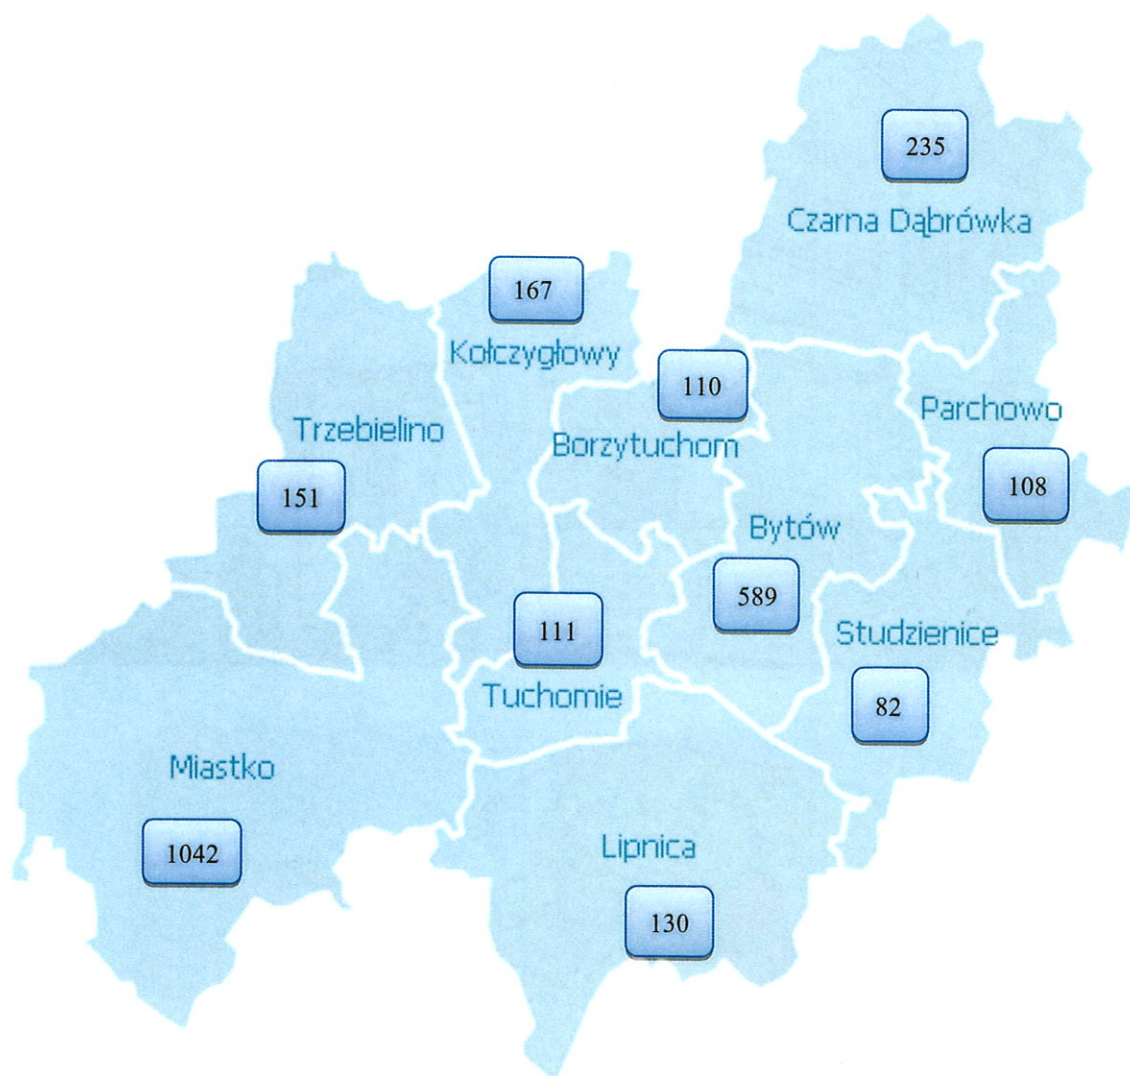 235
Czarna Dąbrówka
167
Kołczygłowy
110
Borzytuchom
Parchowo
108
Trzebielino
151
Bytów
589
111
Tuchomie
Studzienice
82
Miastko
1042
Lipnica
130